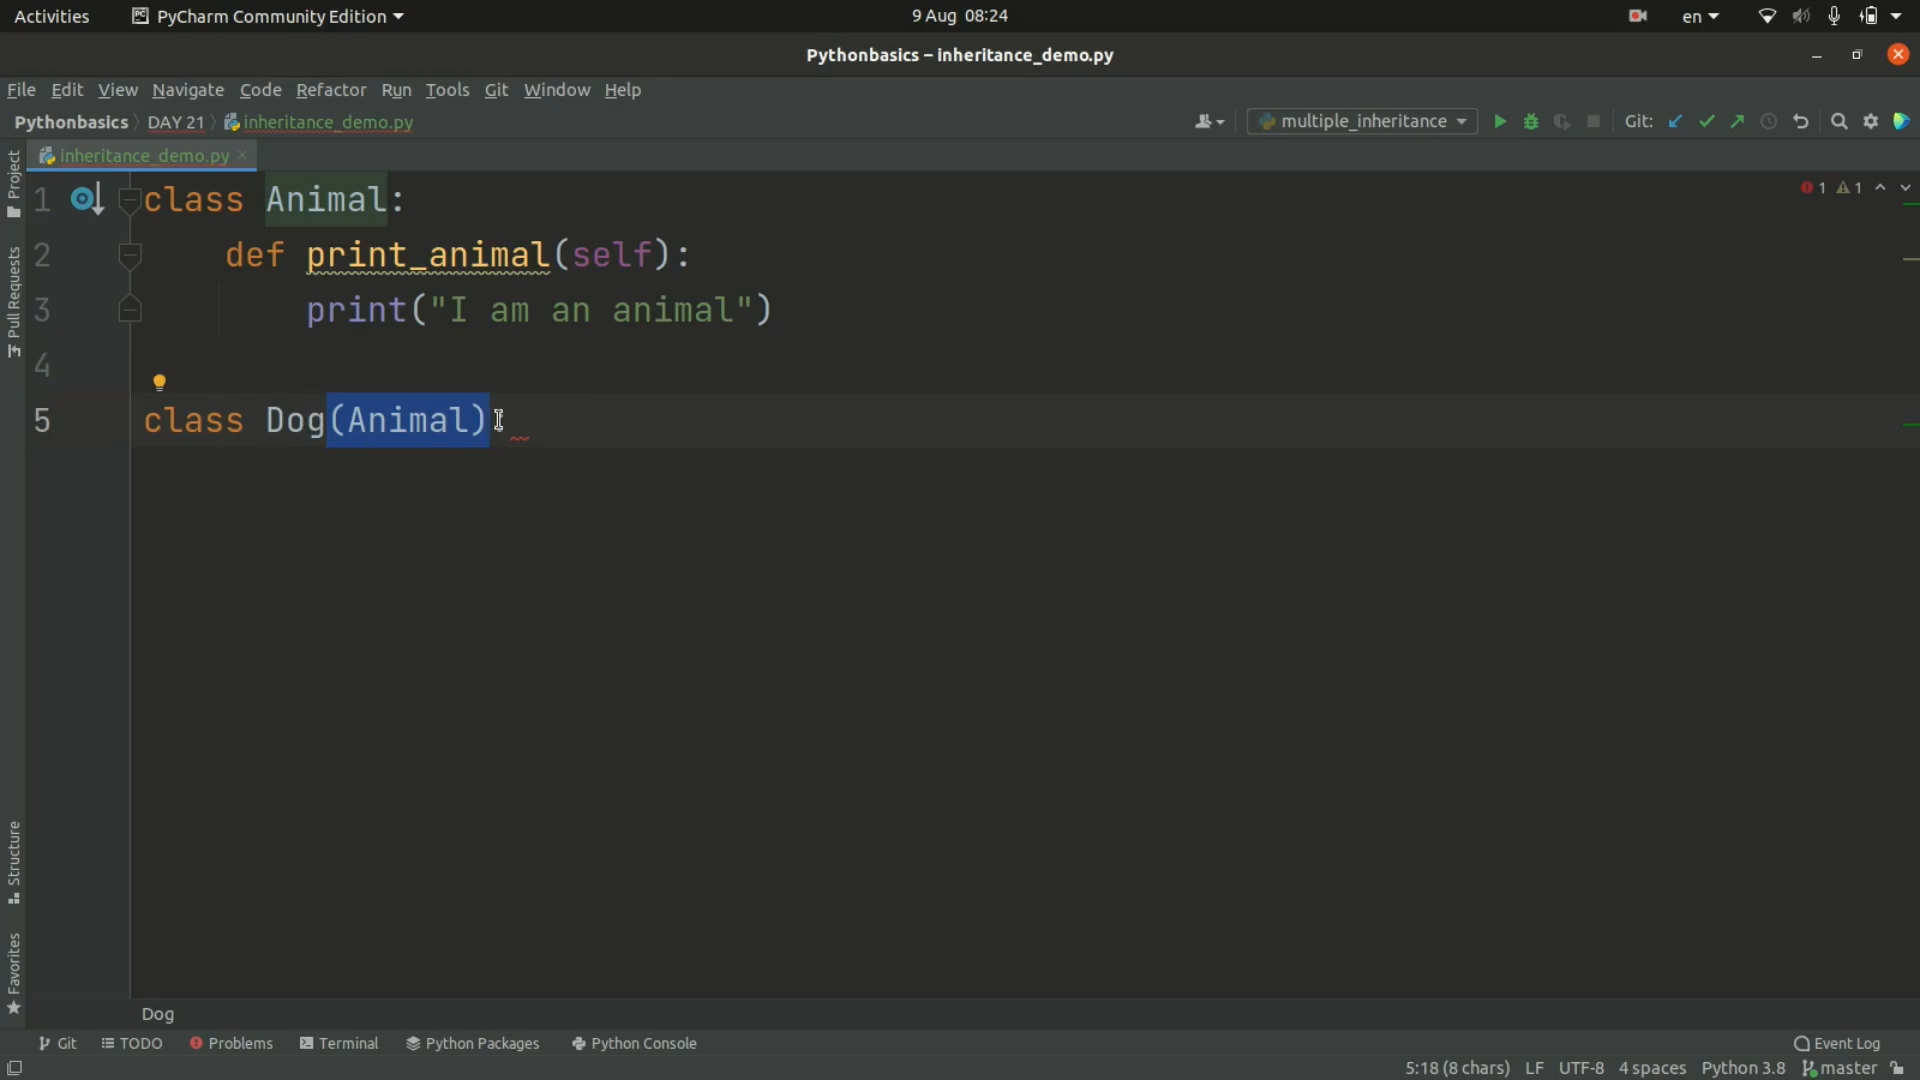 Activities PyCharm Community Edition 9 Aug 08:24 en
Pythonbasics – inheritance_demo.py
File Edit View Navigate Code Refactor Run Tools Git Window Help
Pythonbasics DAY 21 inheritance_demo.py multiple_inheritance Git:
inheritance_demo.py
Project
Pull Requests
Structure
Favorites
1 class Animal: 1 1
2 def print_animal(self):
3 print("I am an animal")
4
5 class Dog(Animal):
Dog
Git TODO Problems Terminal Python Packages Python Console Event Log
5:18 (8 chars) LF UTF-8 4 spaces Python 3.8 master